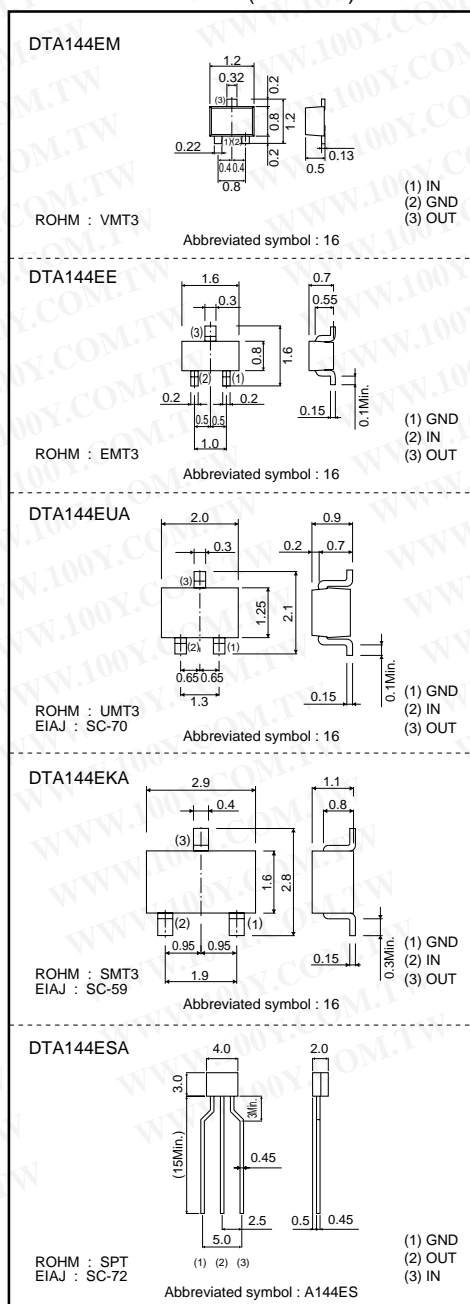 DTA144EM
1.2
0.32
0.2
(3)
0.8
1.2
(1)
(2)
0.22
0.2
0.4
0.4
0.8
0.5
0.13
(1) IN
(2) GND
(3) OUT
ROHM : VMT3
Abbreviated symbol : 16
DTA144EE
1.6
0.3
(3)
0.8
1.6
(2)
(1)
0.2
0.2
0.5
0.5
1.0
0.7
0.55
0.15
0.1Min.
(1) GND
(2) IN
(3) OUT
ROHM : EMT3
Abbreviated symbol : 16
DTA144EUA
2.0
0.3
(3)
1.25
2.1
(2)
(1)
0.65
0.65
1.3
0.9
0.2
0.7
0.15
0.1Min.
(1) GND
(2) IN
(3) OUT
ROHM : UMT3
EIAJ : SC-70
Abbreviated symbol : 16
DTA144EKA
2.9
0.4
(3)
1.6
2.8
(2)
(1)
0.95
0.95
1.9
1.1
0.8
0.15
0.3Min.
(1) GND
(2) IN
(3) OUT
ROHM : SMT3
EIAJ : SC-59
Abbreviated symbol : 16
DTA144ESA
4.0
2.0
3.0
(15Min.)
3Min.
0.45
2.5
5.0
0.5
0.45
(1)
(2)
(3)
(1) GND
(2) OUT
(3) IN
ROHM : SPT
EIAJ : SC-72
Abbreviated symbol : A144ES
WWW.100Y.COM.TW